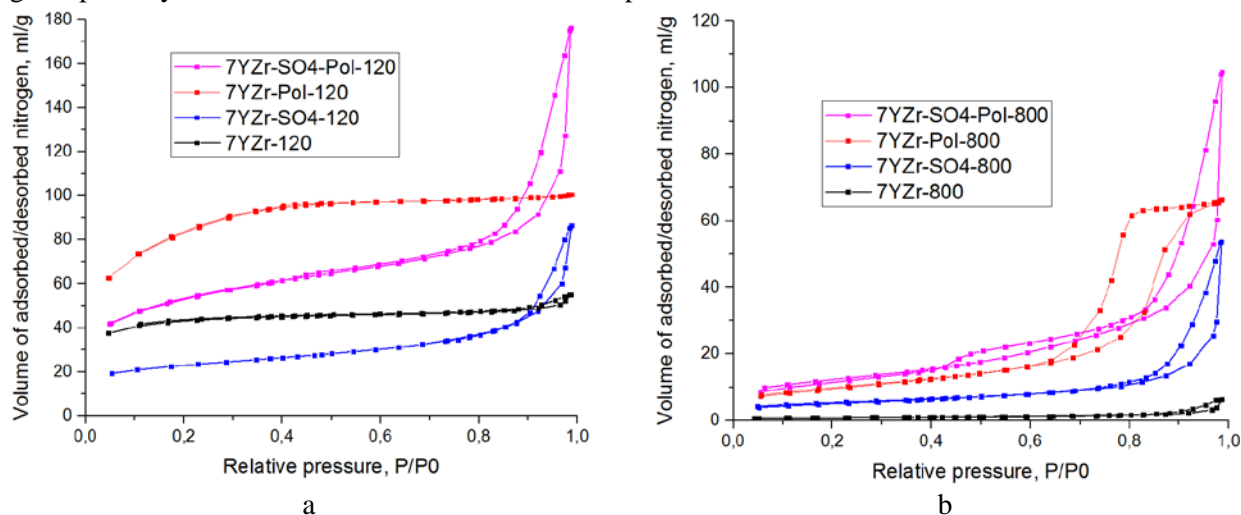 Volume of adsorbed/desorbed nitrogen, ml/g
180
160
140
120
100
80
60
40
20
0
7YZr-SO4-Pol-120
7YZr-Pol-120
7YZr-SO4-120
7YZr-120
0,0 0,2 0,4 0,6 0,8 1,0
Relative pressure, P/P0
a
Volume of adsorbed/desorbed nitrogen, ml/g
120
100
80
60
40
20
0
7YZr-SO4-Pol-800
7YZr-Pol-800
7YZr-SO4-800
7YZr-800
0,0 0,2 0,4 0,6 0,8 1,0
Relative pressure, P/P0
b